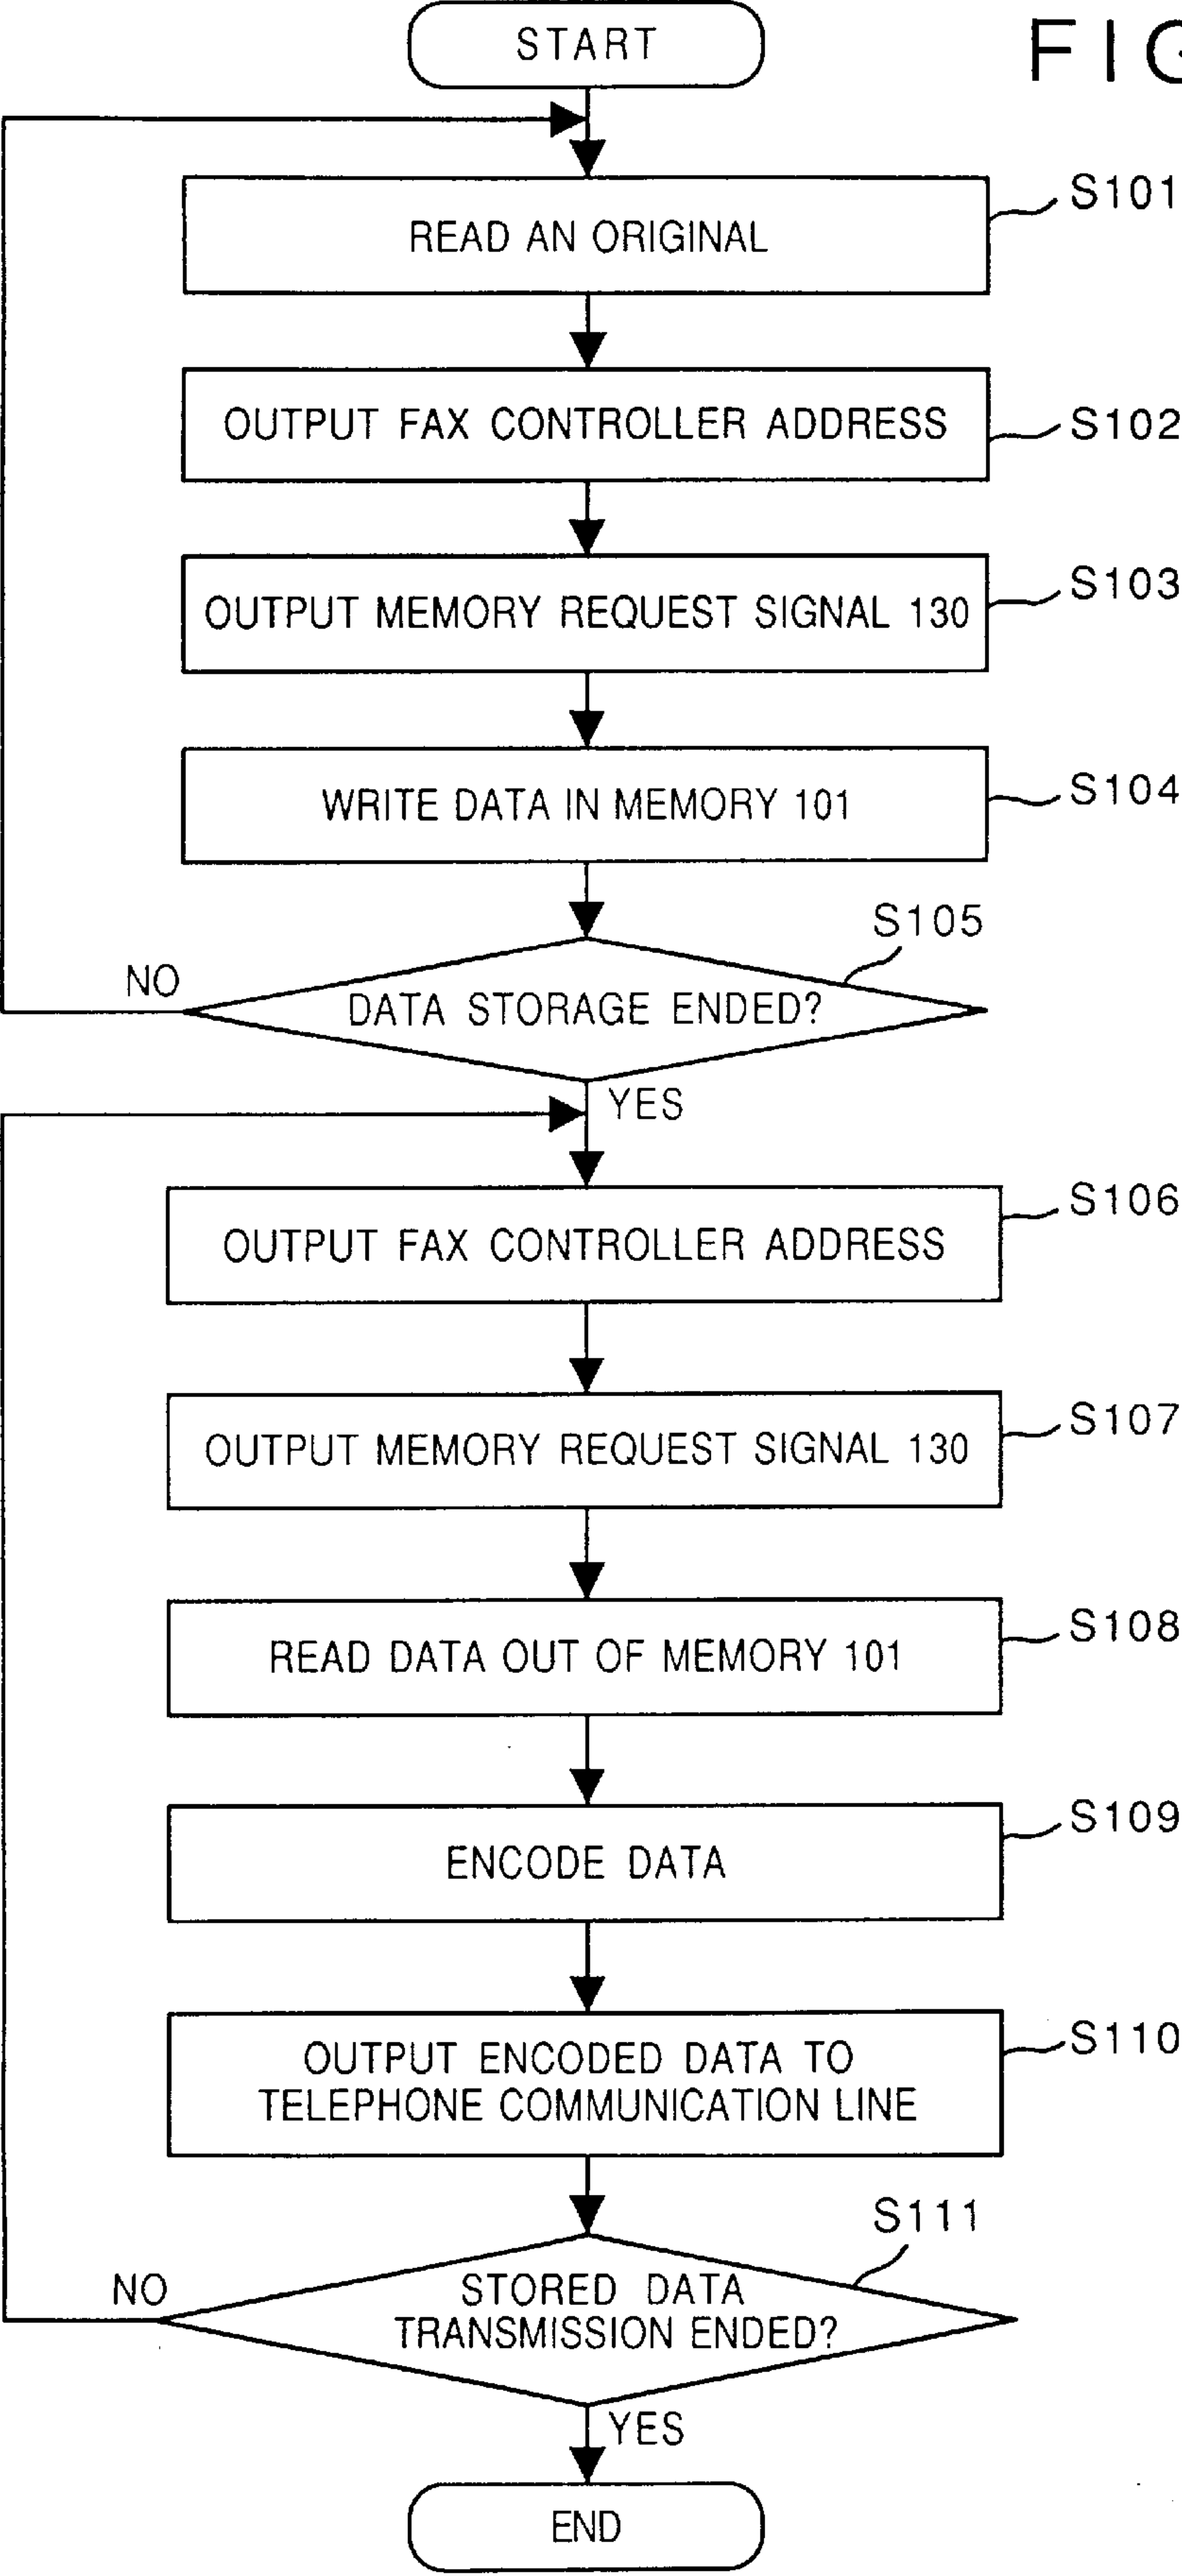 START
FIG
S101
READ AN ORIGINAL
S102
OUTPUT FAX CONTROLLER ADDRESS
S103
OUTPUT MEMORY REQUEST SIGNAL 130
S104
WRITE DATA IN MEMORY 101
S105
NO
DATA STORAGE ENDED?
YES
S106
OUTPUT FAX CONTROLLER ADDRESS
S107
OUTPUT MEMORY REQUEST SIGNAL 130
S108
READ DATA OUT OF MEMORY 101
S109
ENCODE DATA
S110
OUTPUT ENCODED DATA TO
TELEPHONE COMMUNICATION LINE
S111
NO
STORED DATA
TRANSMISSION ENDED?
YES
END